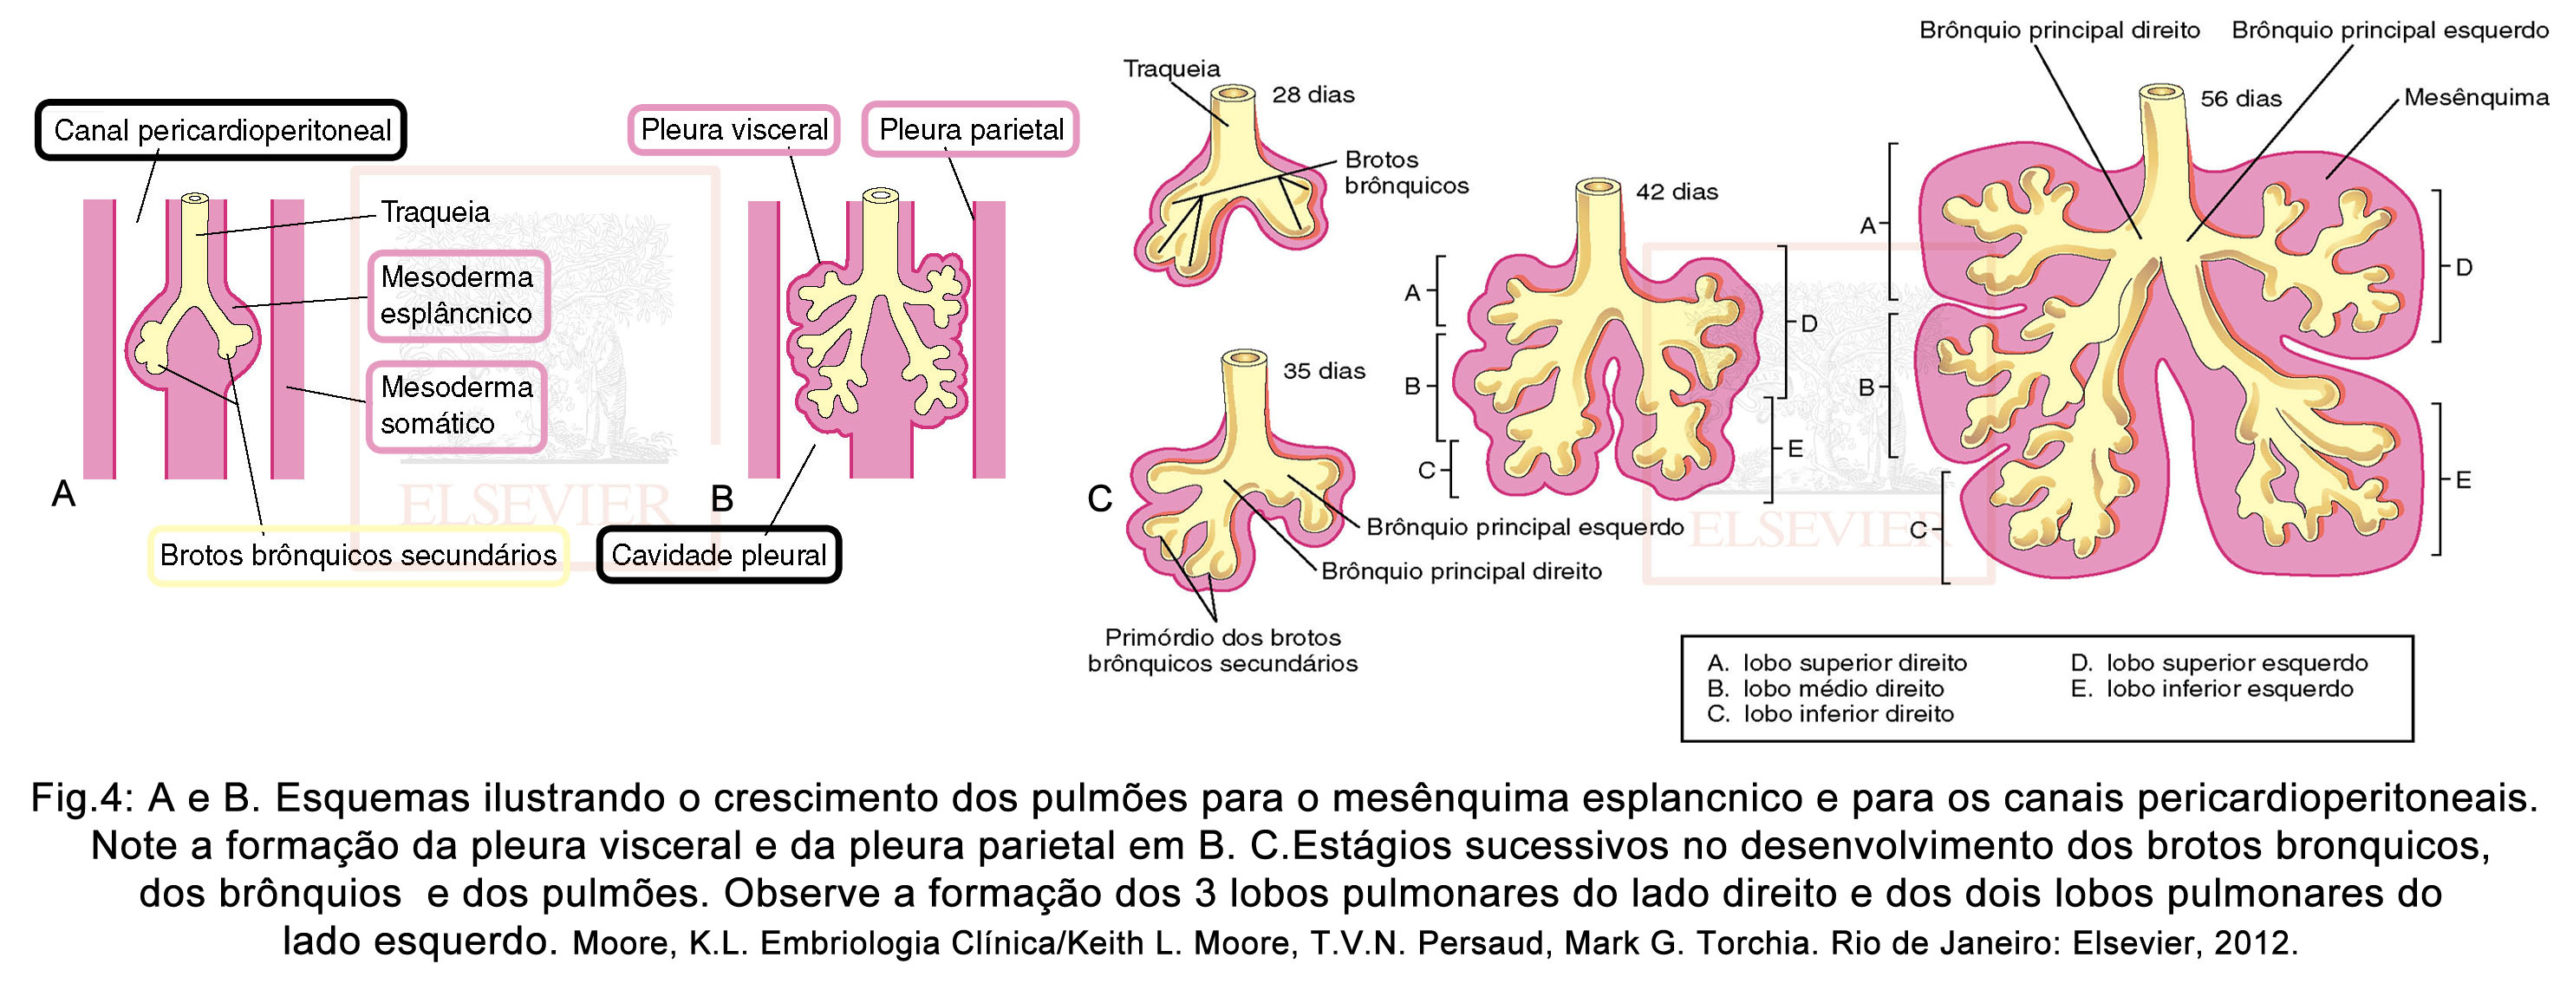 Canal pericardioperitoneal
Traqueia
Mesoderma
esplâncnico
Mesoderma
somático
A
Brotos brônquicos secundários
Pleura visceral
Pleura parietal
B
Cavidade pleural
ELSEVIER
C
Traqueia
28 dias
Brotos
brônquicos
35 dias
Brônquio principal esquerdo
Brônquio principal direito
Primórdio dos brotos
brônquicos secundários
42 dias
A
B
C
D
E
ELSEVIER
Brônquio principal direito
Brônquio principal esquerdo
56 dias
Mesênquima
A
B
C
D
E
A. lobo superior direito
B. lobo médio direito
C. lobo inferior direito
D. lobo superior esquerdo
E. lobo inferior esquerdo
Fig.4: A e B. Esquemas ilustrando o crescimento dos pulmões para o mesênquima esplancnico e para os canais pericardioperitoneais.
Note a formação da pleura visceral e da pleura parietal em B. C.Estágios sucessivos no desenvolvimento dos brotos bronquicos,
dos brônquios e dos pulmões. Observe a formação dos 3 lobos pulmonares do lado direito e dos dois lobos pulmonares do
lado esquerdo. Moore, K.L. Embriologia Clínica/Keith L. Moore, T.V.N. Persaud, Mark G. Torchia. Rio de Janeiro: Elsevier, 2012.